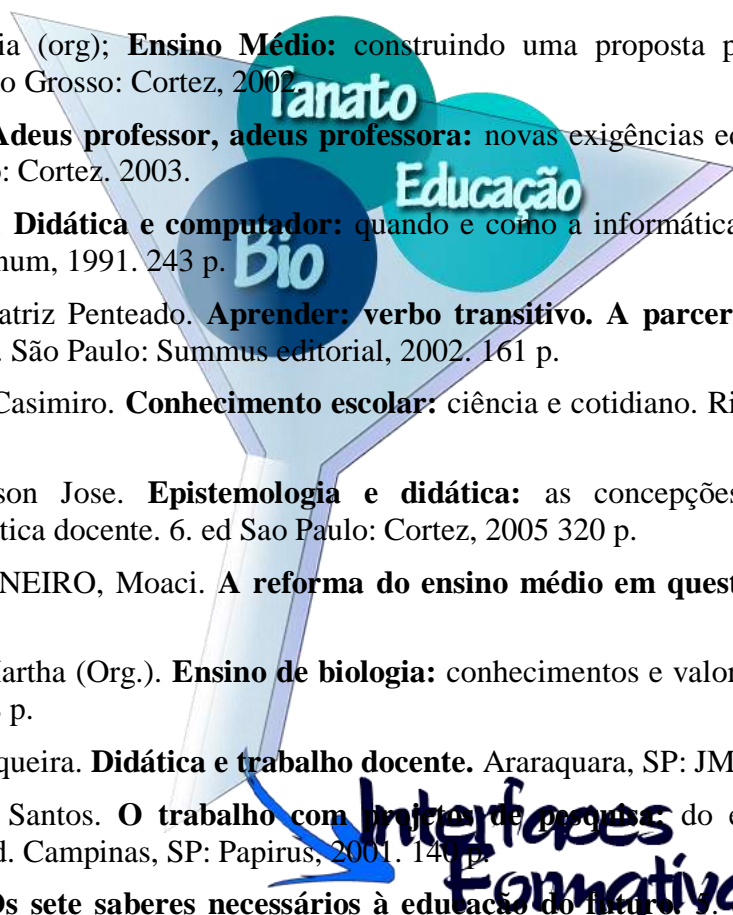 ia (org); Ensino Médio: construindo uma proposta p
o Grosso: Cortez, 2002.
Tanato
Adeus professor, adeus professora: novas exigências e
: Cortez. 2003.
Educação
. Didática e computador: quando e como a informática
num, 1991. 243 p.
Bio
atriz Penteado. Aprender: verbo transitivo. A parcer
. São Paulo: Summus editorial, 2002. 161 p.
Casimiro. Conhecimento escolar: ciência e cotidiano. Ri
son Jose. Epistemologia e didática: as concepções
tica docente. 6. ed Sao Paulo: Cortez, 2005 320 p.
NEIRO, Moaci. A reforma do ensino médio em quest
Martha (Org.). Ensino de biologia: conhecimentos e valor
p.
queira. Didática e trabalho docente. Araraquara, SP: JM
Santos. O trabalho com projetos de pesquisa: do e
d. Campinas, SP: Papirus, 2001. 140 p.
Interfaces
Formativa
Os sete saberes necessários à educação do futuro.